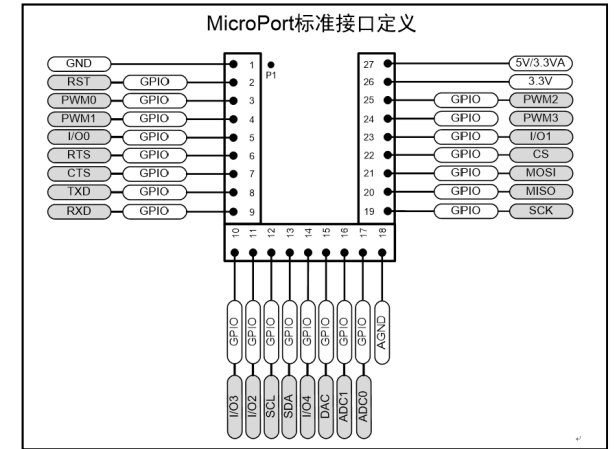 MicroPort标准接口定义
GND 1 P1 27 5V/3.3VA
RST GPIO 2 26 3.3V
PWM0 GPIO 3 25 GPIO PWM2
PWM1 GPIO 4 24 GPIO PWM3
I/O0 GPIO 5 23 GPIO I/O1
RTS GPIO 6 22 GPIO CS
CTS GPIO 7 21 GPIO MOSI
TXD GPIO 8 20 GPIO MISO
RXD GPIO 9 19 GPIO SCK
10 11 12 13 14 15 16 17 18
GPIO GPIO GPIO GPIO GPIO GPIO GPIO GPIO AGND
I/O3 I/O2 SCL SDA I/O4 DAC ADC1 ADC0